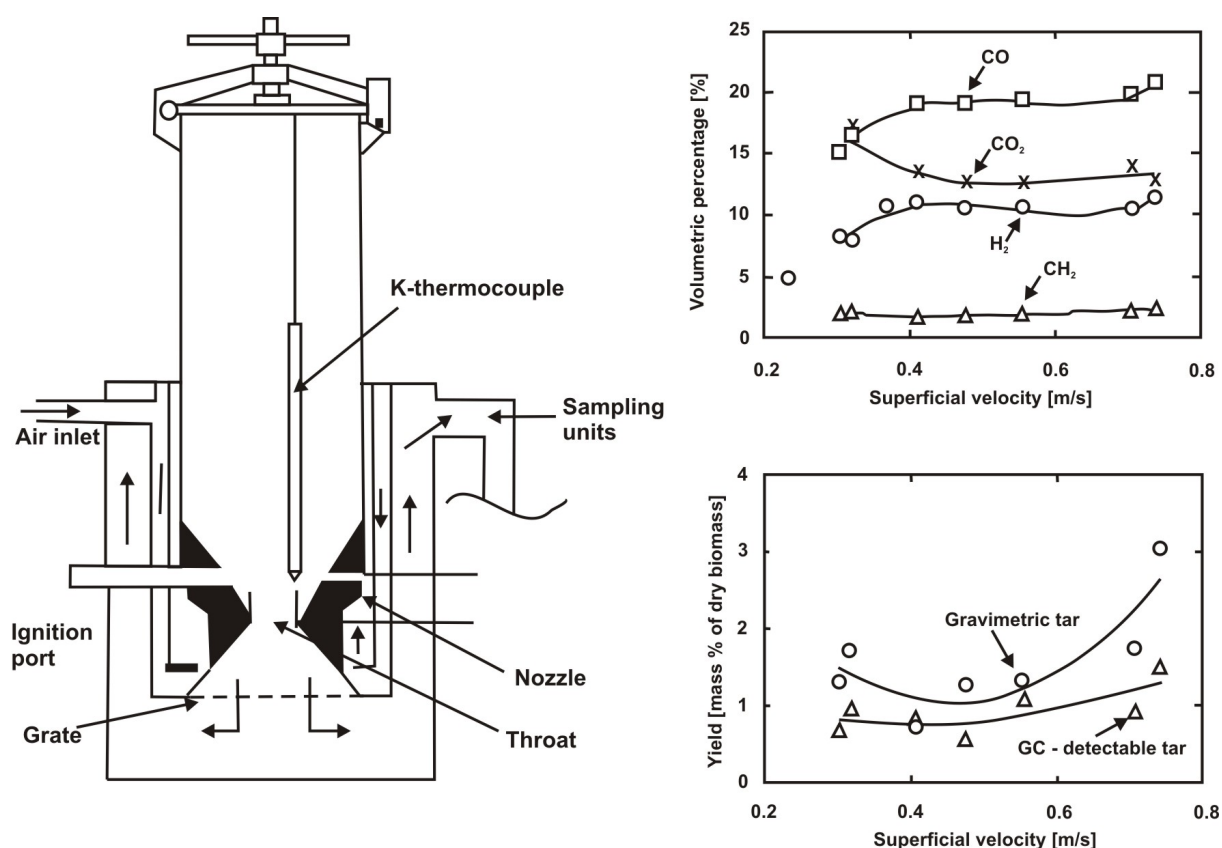 K-thermocouple
Air inlet
Sampling
units
Ignition
port
Nozzle
Grate
Throat
Volumetric percentage [%]
25
20
15
10
5
0
CO
CO₂
H₂
CH₂
0.2
0.4
0.6
0.8
Superficial velocity [m/s]
Yield [mass % of dry biomass]
4
3
2
1
0
Gravimetric tar
GC - detectable tar
0.2
0.4
0.6
0.8
Superficial velocity [m/s]